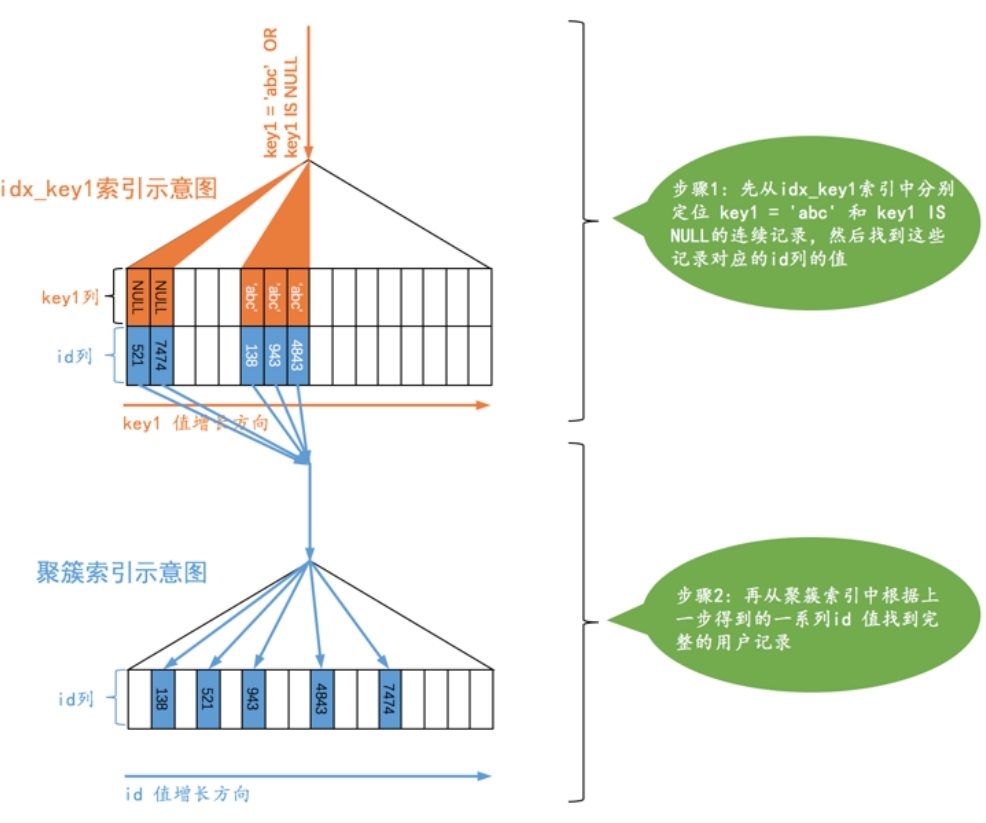 key1 = 'abc' OR
key1 IS NULL
idx_key1索引示意图
步骤1: 先从idx_key1索引中分别
定位 key1 = 'abc' 和 key1 IS
NULL的连续记录，然后找到这些
记录对应的id列的值
key1列
NULL
NULL
'abc'
'abc'
'abc'
id列
521
7474
138
943
4843
key1 值增长方向
聚簇索引示意图
步骤2: 再从聚簇索引中根据上
一步得到的一系列id 值找到完
整的用户记录
id列
138
521
943
4843
7474
id 值增长方向